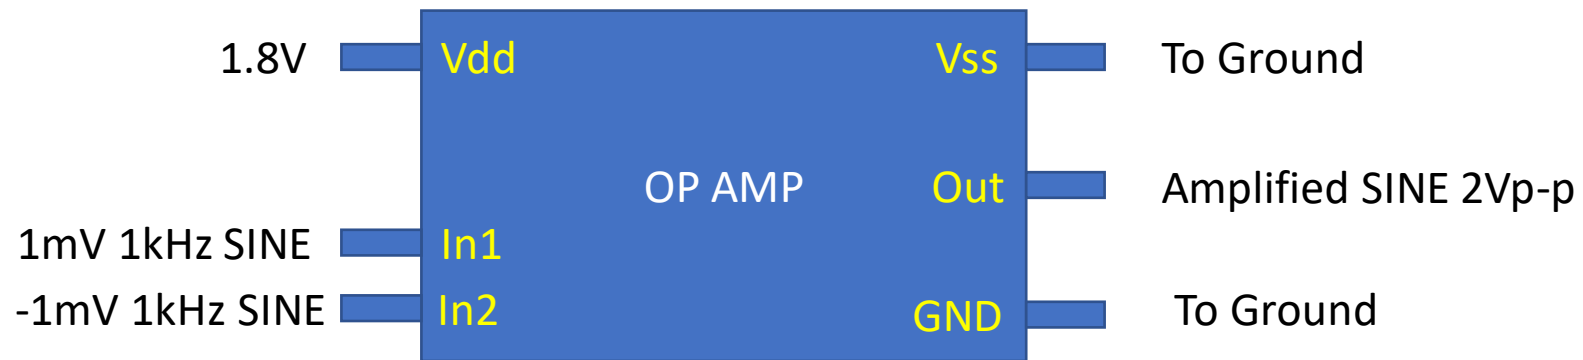 1.8V
Vdd
Vss
To Ground
OP AMP
Out
Amplified SINE 2Vp-p
1mV 1kHz SINE
In1
-1mV 1kHz SINE
In2
GND
To Ground